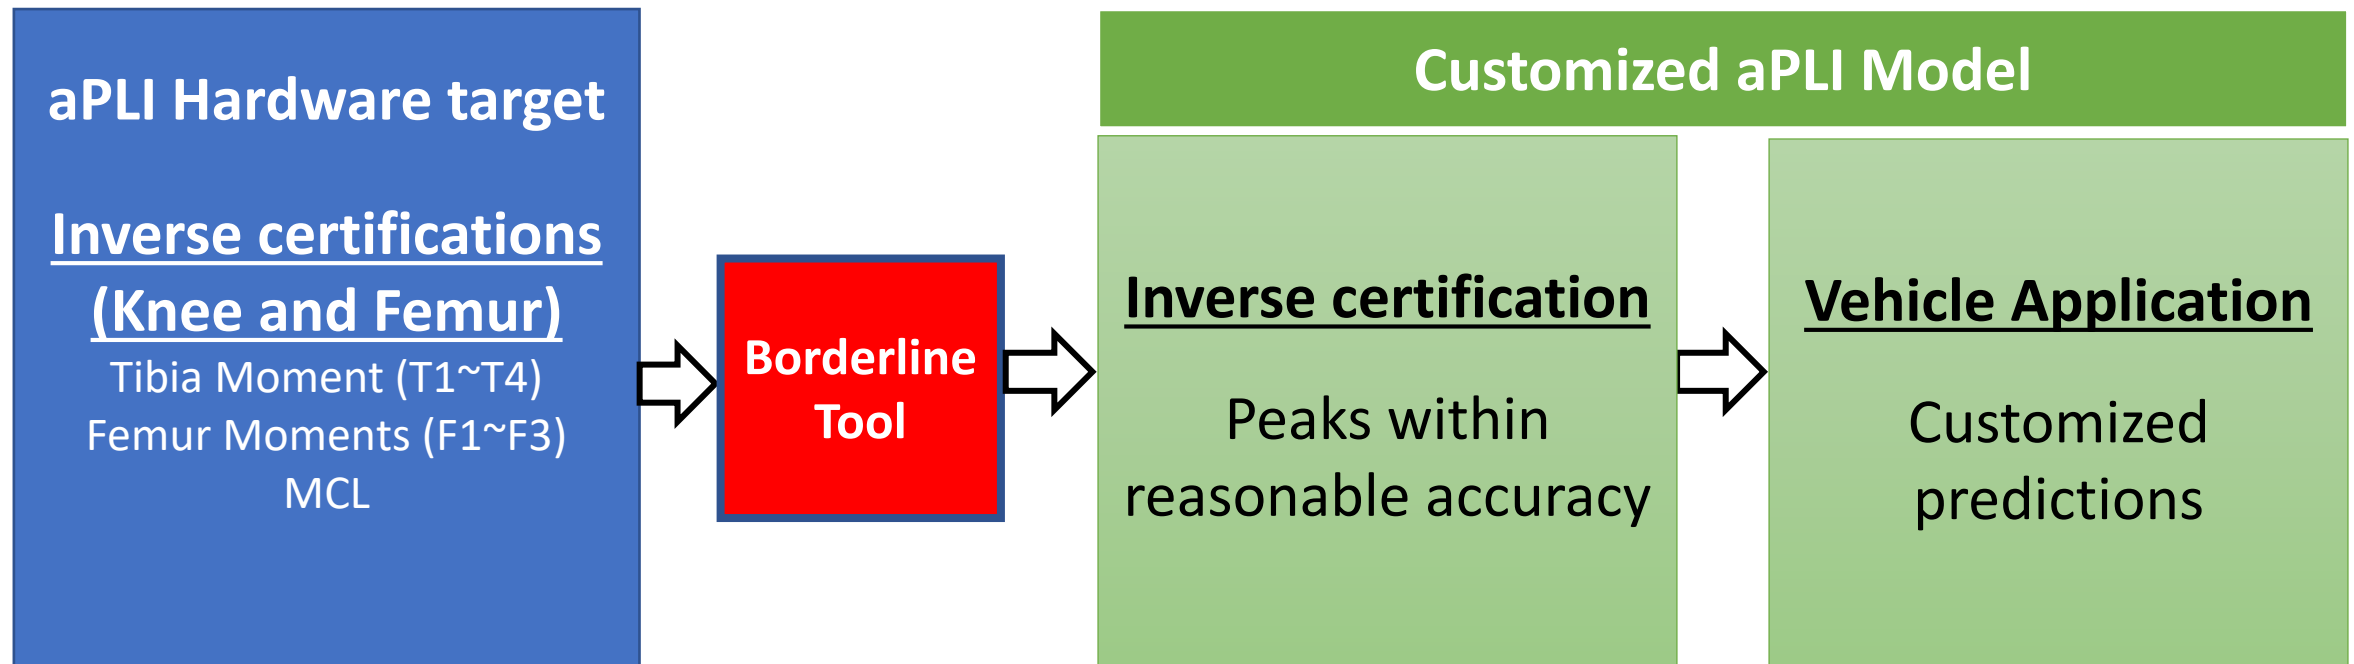 aPLI Hardware target
Inverse certifications
(Knee and Femur)
Tibia Moment (T1~T4)
Femur Moments (F1~F3)
MCL
Borderline
Tool
Customized aPLI Model
Inverse certification
Peaks within
reasonable accuracy
Vehicle Application
Customized
predictions